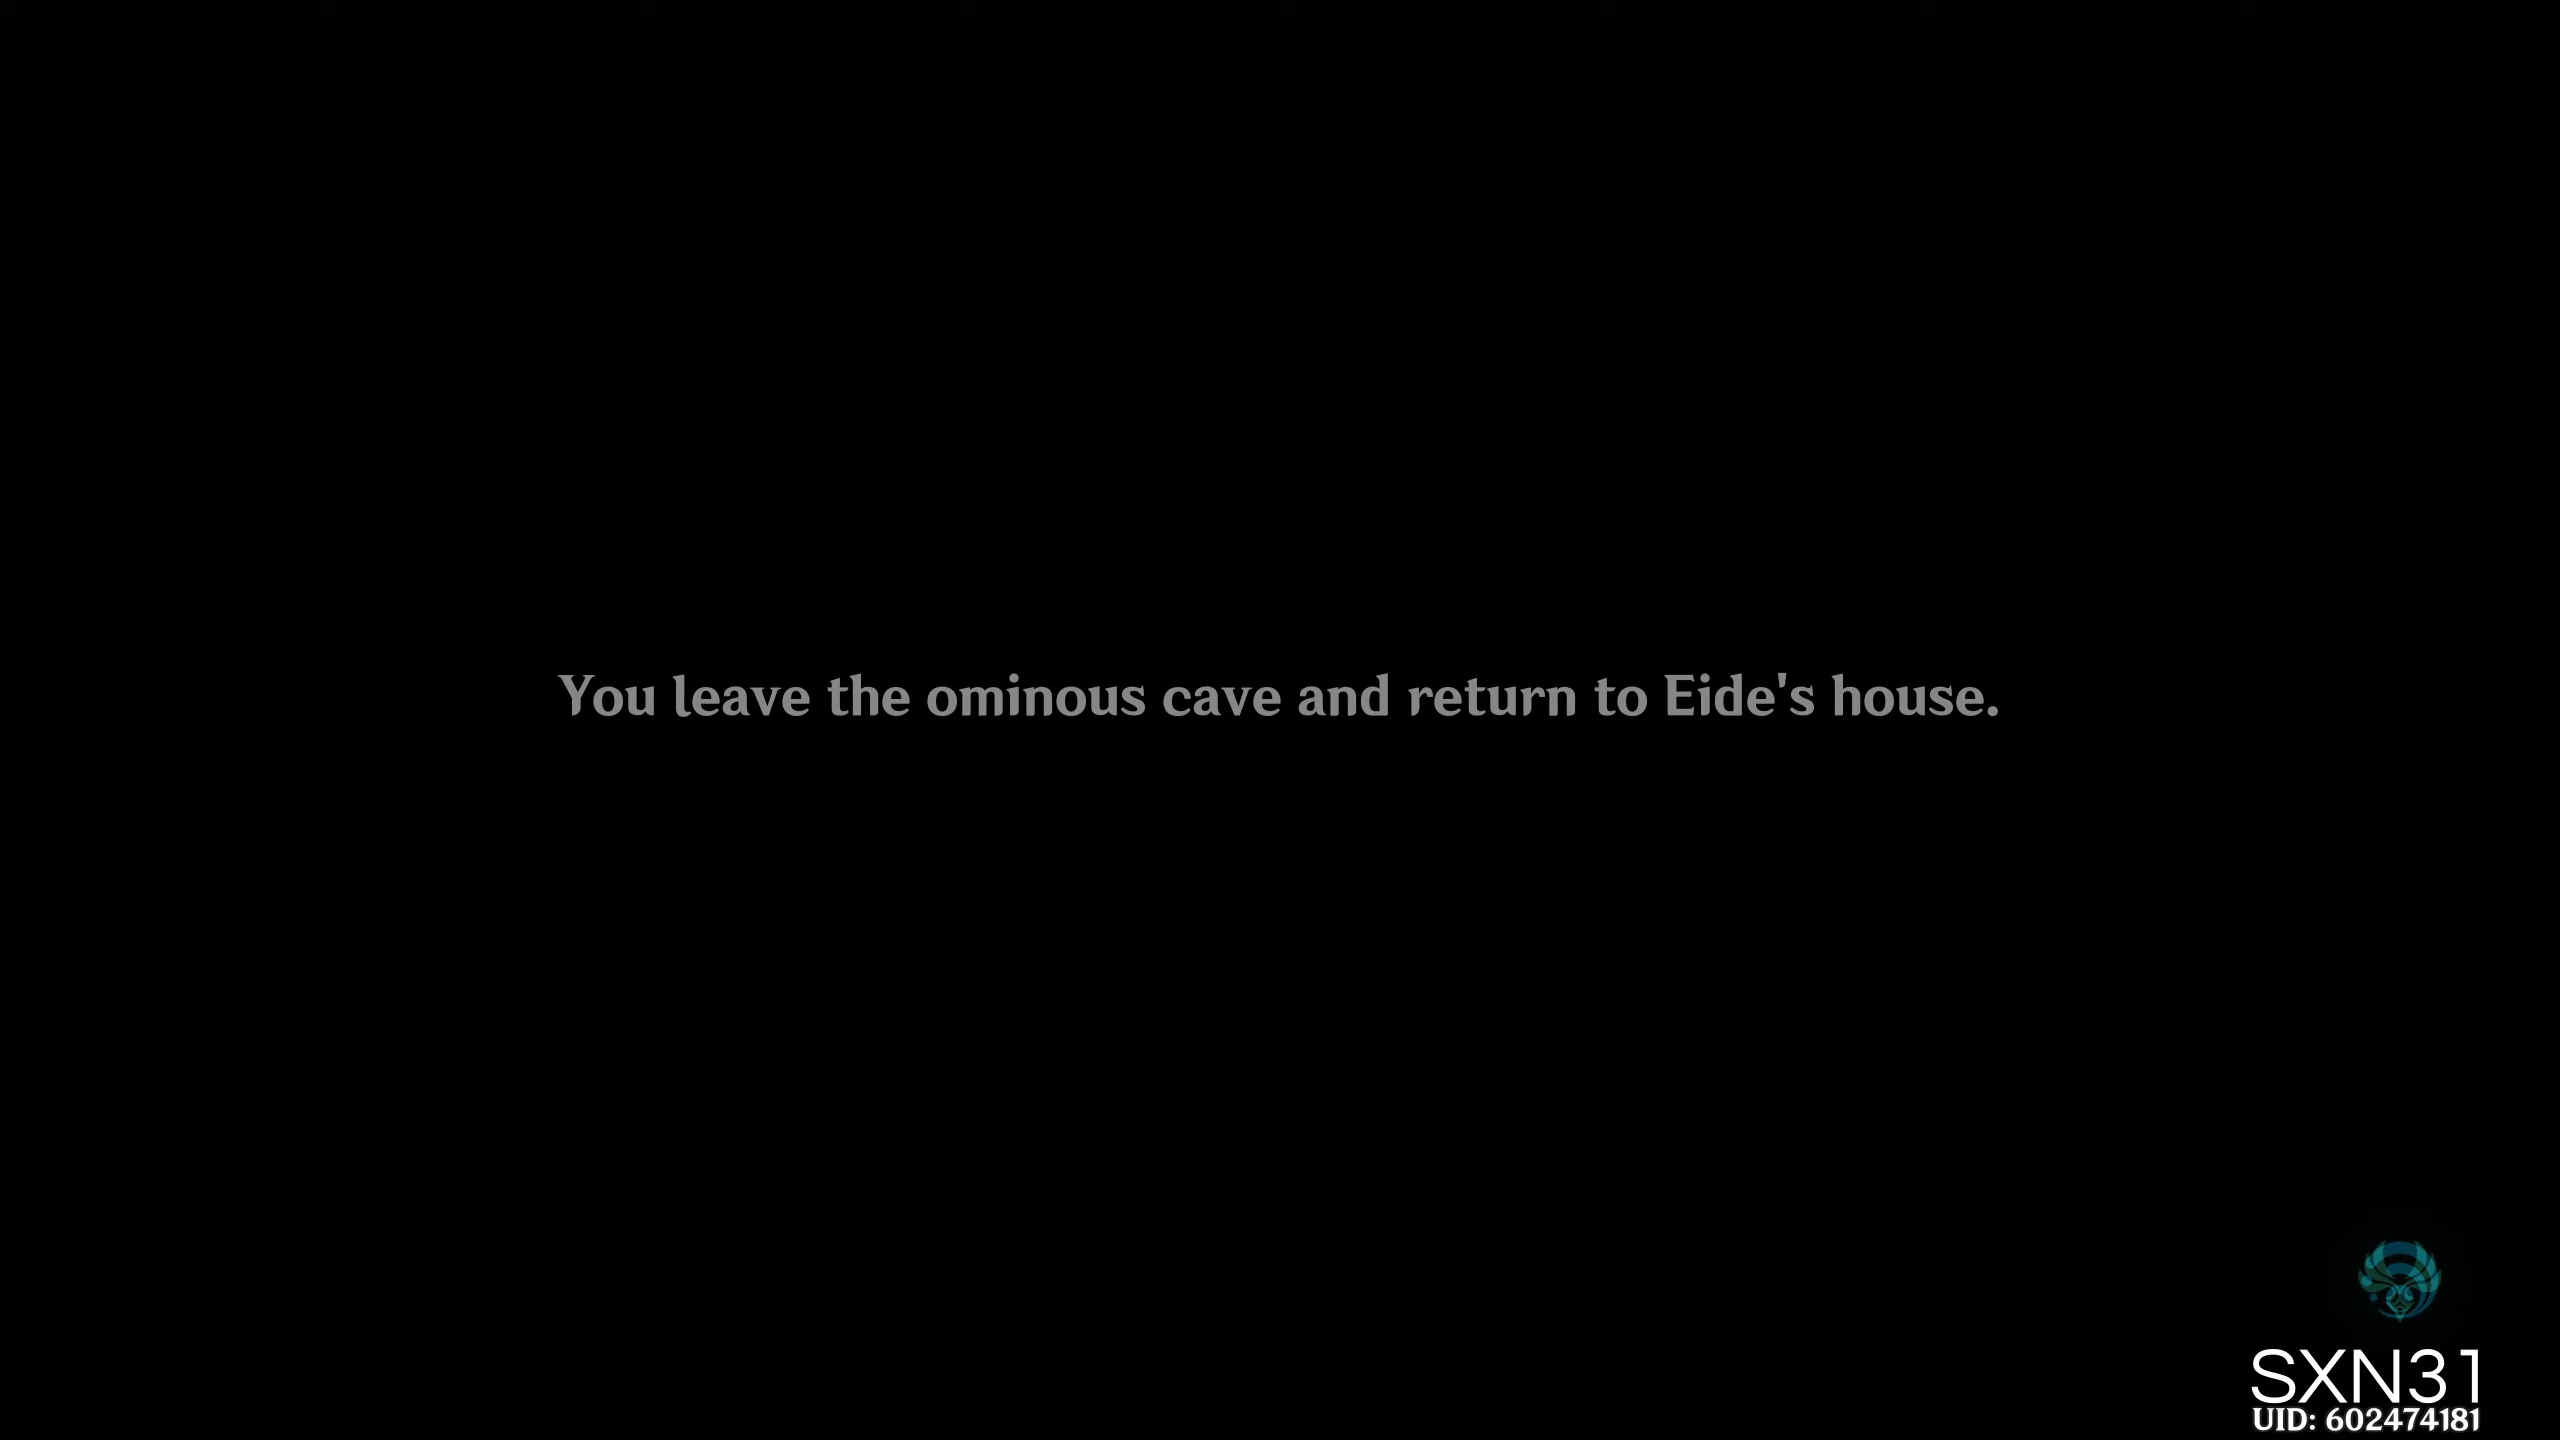 You leave the ominous cave and return to Eide's house.
SXN31
UID: 602474181